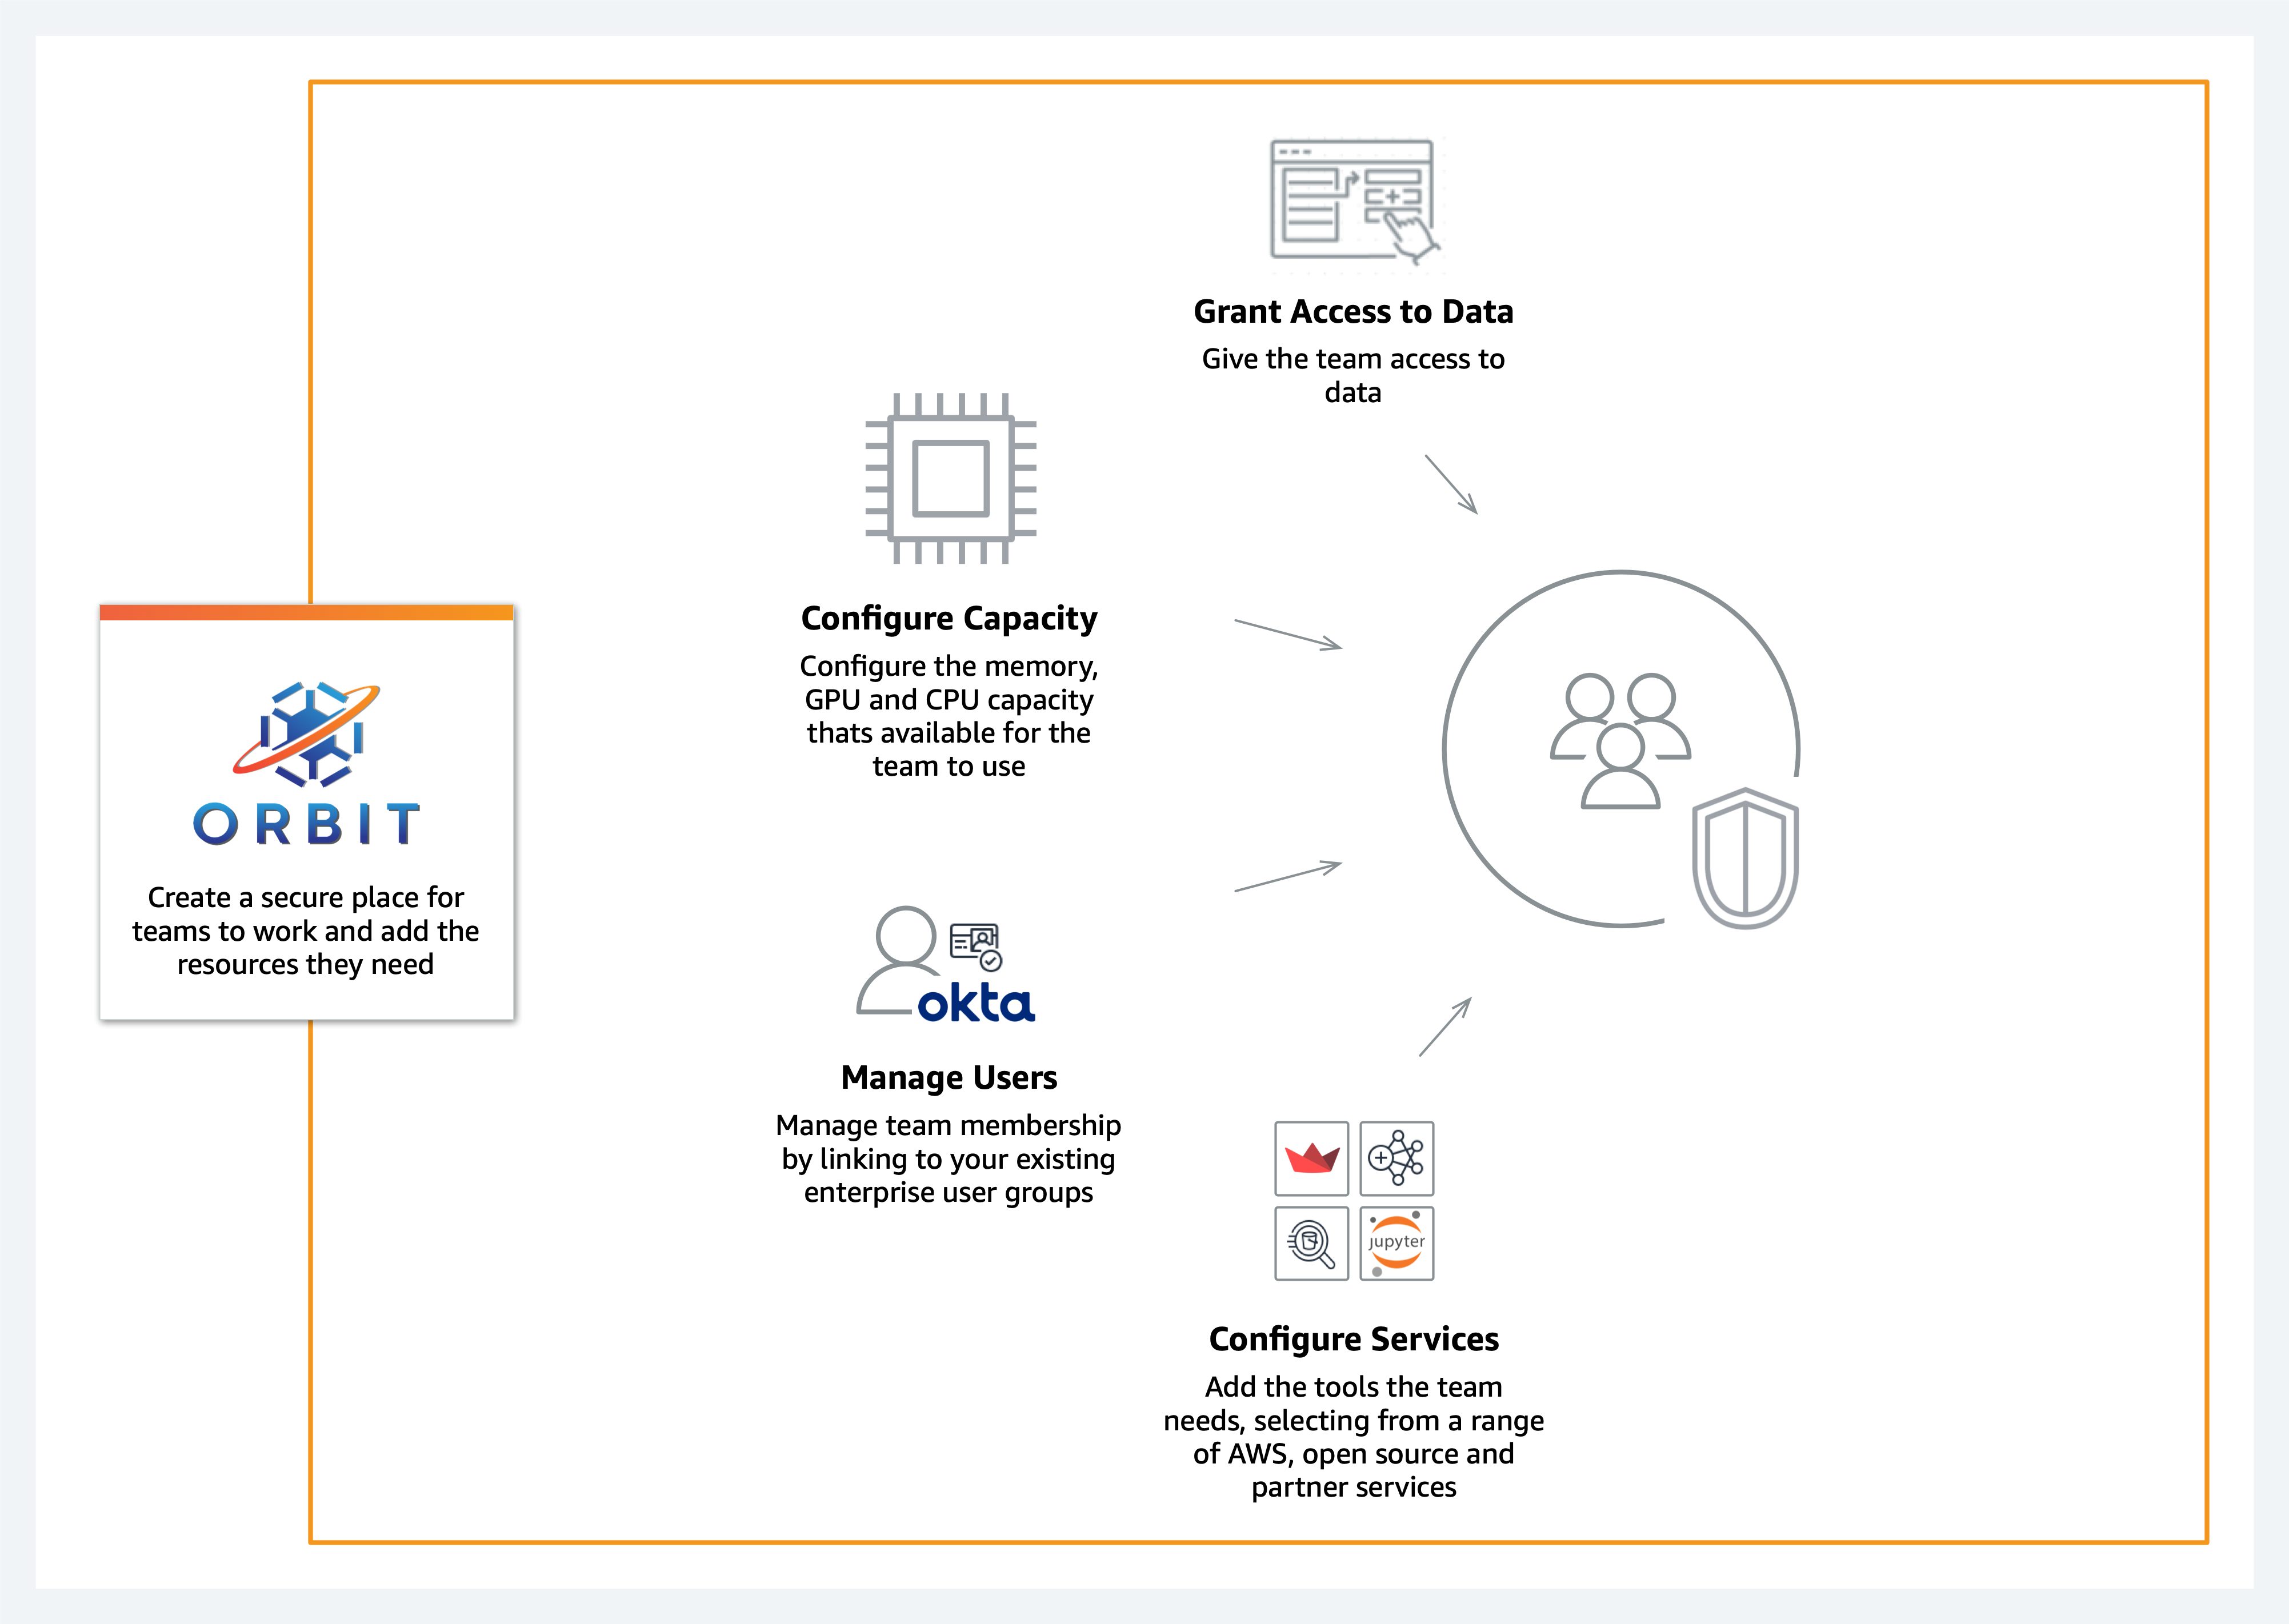 Grant Access to Data
Give the team access to
data
Configure Capacity
Configure the memory,
GPU and CPU capacity
thats available for the
team to use
ORBIT
Create a secure place for
teams to work and add the
resources they need
okta
Manage Users
Manage team membership
by linking to your existing
enterprise user groups
jupyter
Configure Services
Add the tools the team
needs, selecting from a range
of AWS, open source and
partner services